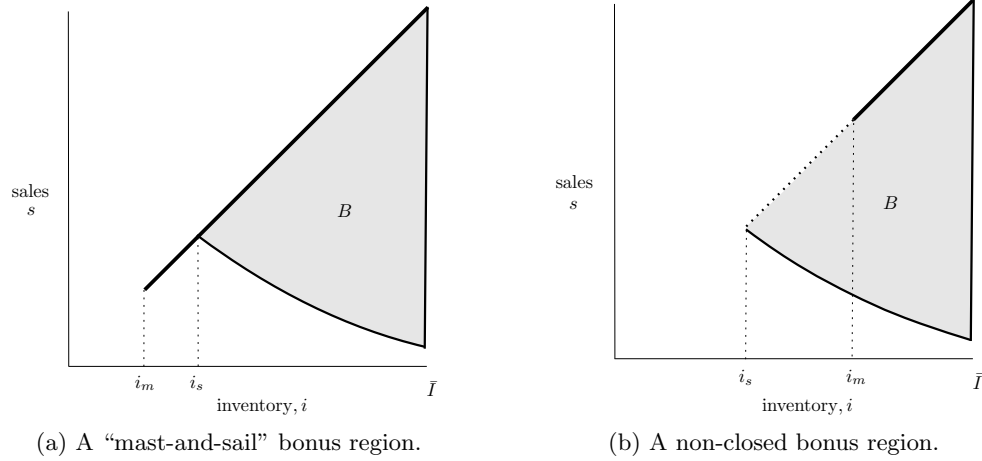 sales
s
B
i_m
i_s
Ī
inventory, i
(a) A “mast-and-sail” bonus region.
sales
s
B
i_s
i_m
Ī
inventory, i
(b) A non-closed bonus region.